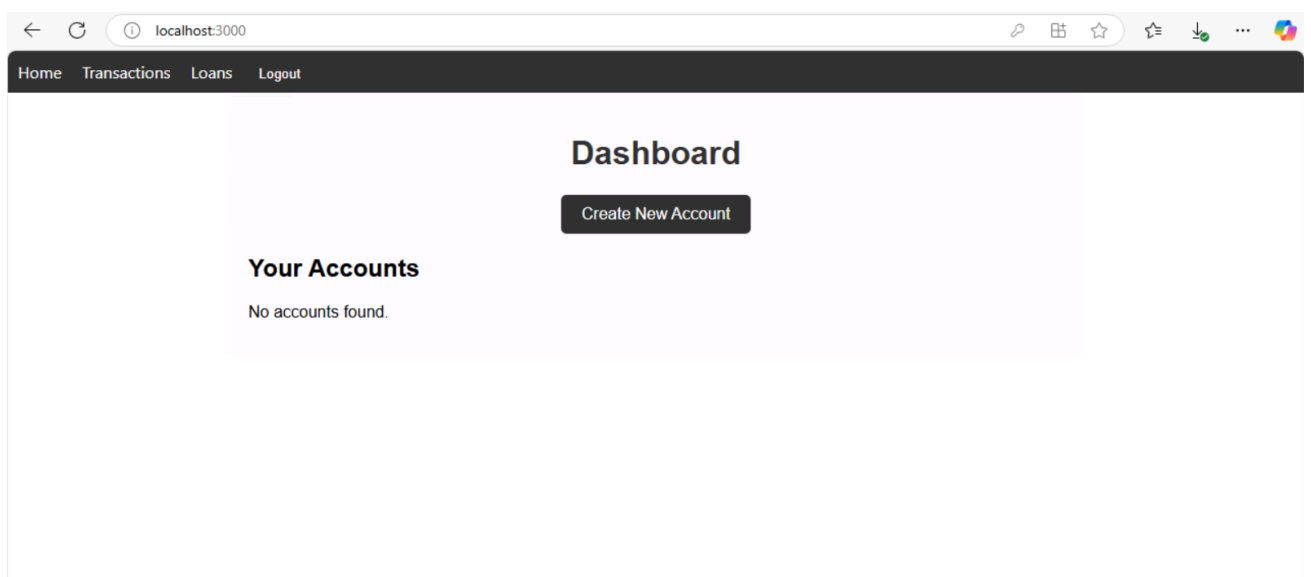 localhost:3000
Home Transactions Loans Logout
Dashboard
Create New Account
Your Accounts
No accounts found.